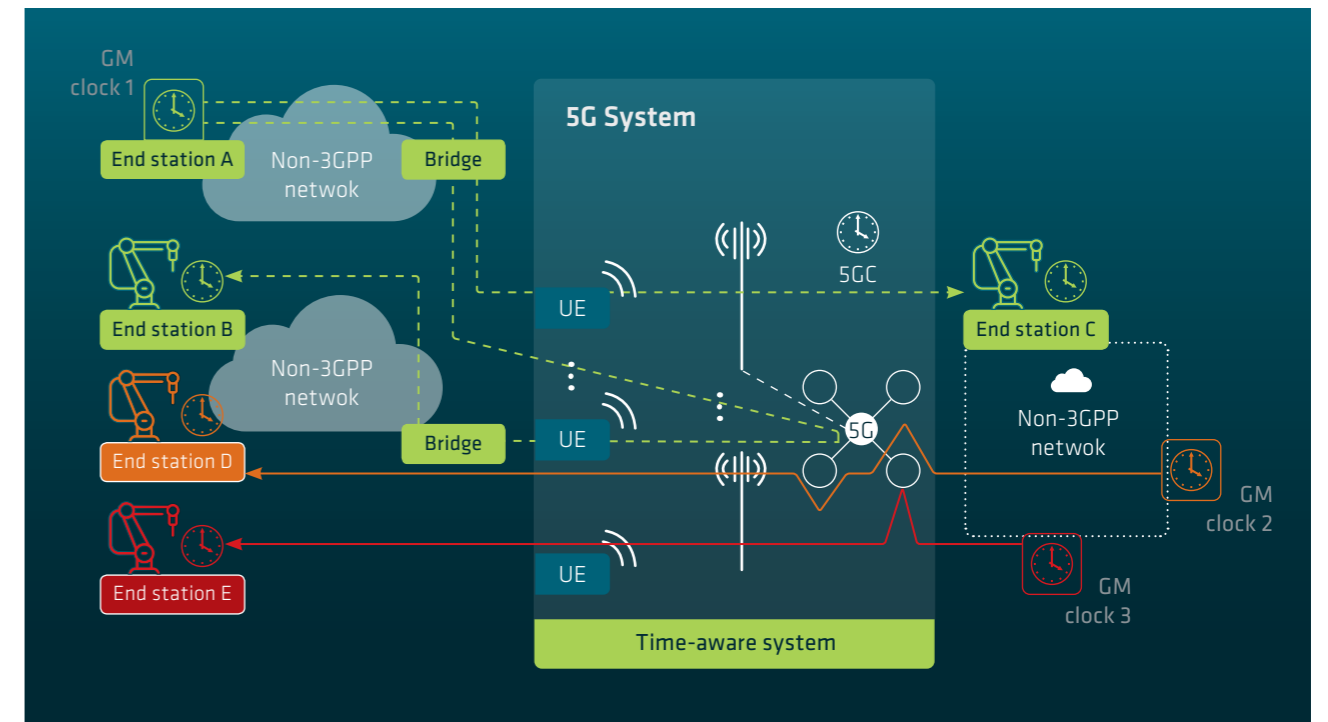 GM
clock 1
End station A
Non-3GPP
netwok
Bridge
5G System
5GC
UE
End station B
End station C
Non-3GPP
netwok
Bridge
UE
5G
Non-3GPP
netwok
End station D
GM
clock 2
End station E
UE
GM
clock 3
Time-aware system